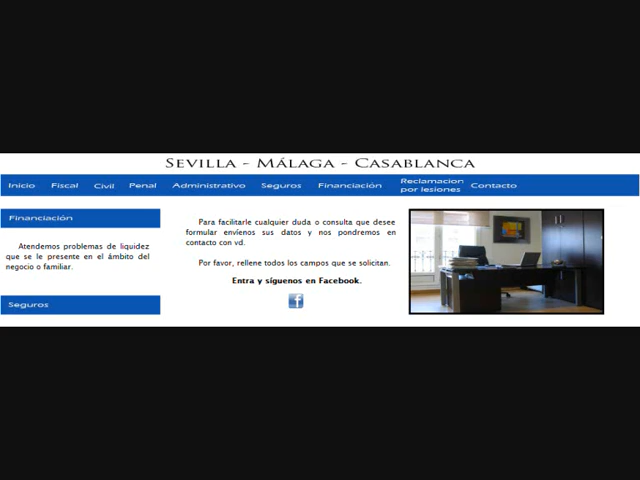 SEVILLA - MÁLAGA - CASABLANCA
Inicio Fiscal Civil Penal Administrativo Seguros Financiación Reclamacion por lesiones Contacto
Financiación
Atendemos problemas de liquidez
que se le presente en el ámbito del
negocio o familiar.
Seguros
Para facilitarle cualquier duda o consulta que desee
formular envíenos sus datos y nos pondremos en
contacto con vd.
Por favor, rellene todos los campos que se solicitan.
Entra y síguenos en Facebook.
f